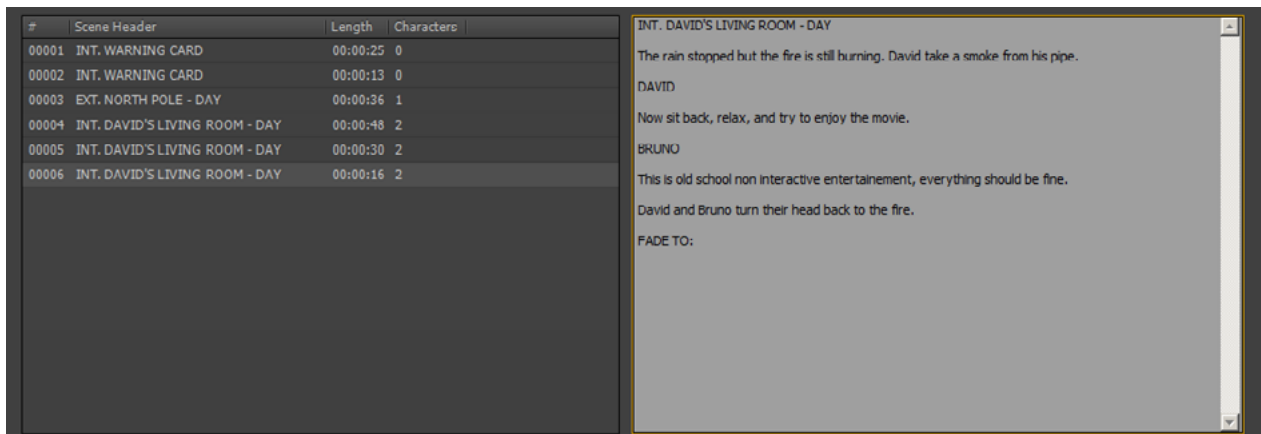 # Scene Header Length Characters
00001 INT. WARNING CARD 00:00:25 0
00002 INT. WARNING CARD 00:00:13 0
00003 EXT. NORTH POLE - DAY 00:00:36 1
00004 INT. DAVID'S LIVING ROOM - DAY 00:00:48 2
00005 INT. DAVID'S LIVING ROOM - DAY 00:00:30 2
00006 INT. DAVID'S LIVING ROOM - DAY 00:00:16 2
INT. DAVID'S LIVING ROOM - DAY
The rain stopped but the fire is still burning. David take a smoke from his pipe.
DAVID
Now sit back, relax, and try to enjoy the movie.
BRUNO
This is old school non interactive entertainement, everything should be fine.
David and Bruno turn their head back to the fire.
FADE TO: